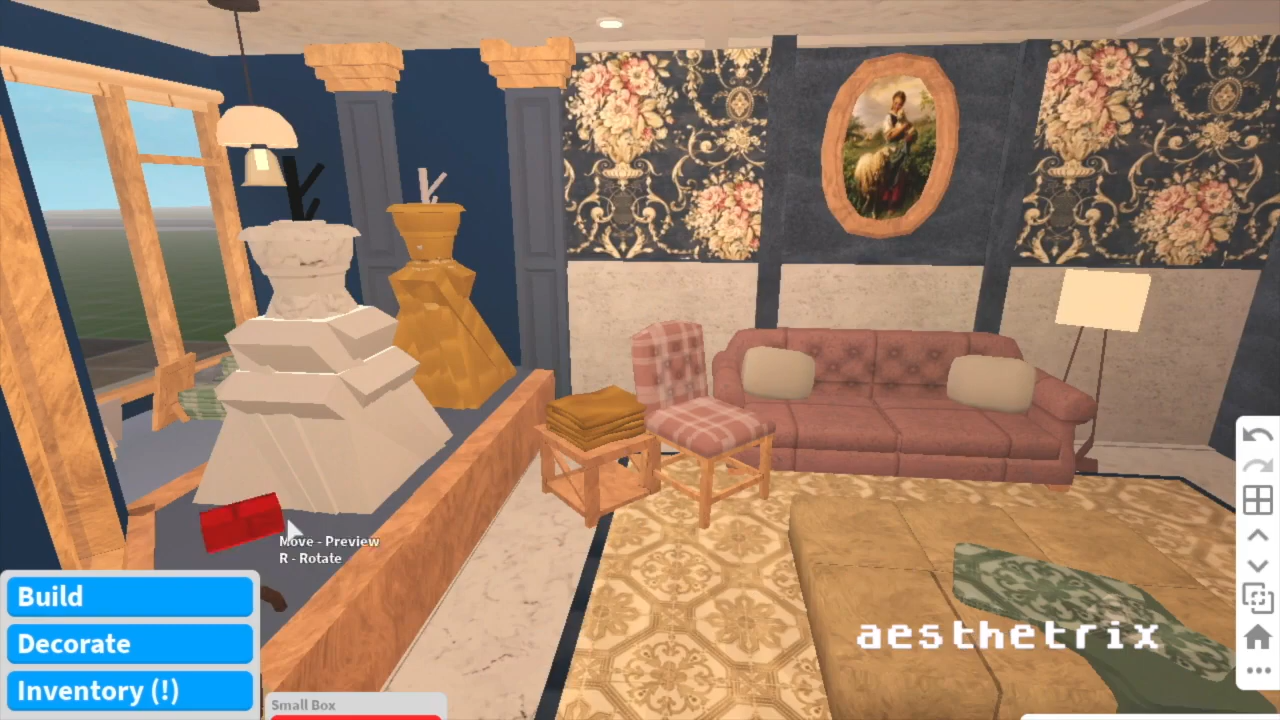 Move - Preview
R - Rotate
Build
Decorate
Inventory (!)
aesthetrix
Small Box